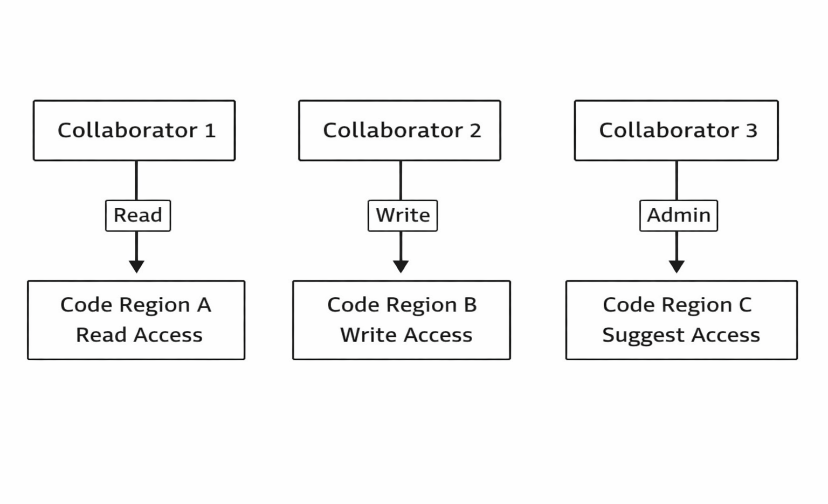 Collaborator 1
Collaborator 2
Collaborator 3
Read
Write
Admin
Code Region A
Read Access
Code Region B
Write Access
Code Region C
Suggest Access